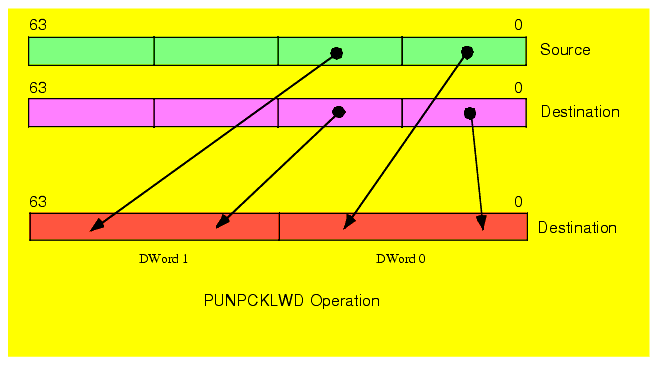 63 0
Source
63 0
Destination
63 0
Destination
DWord 1 DWord 0
PUNPCKLWD Operation